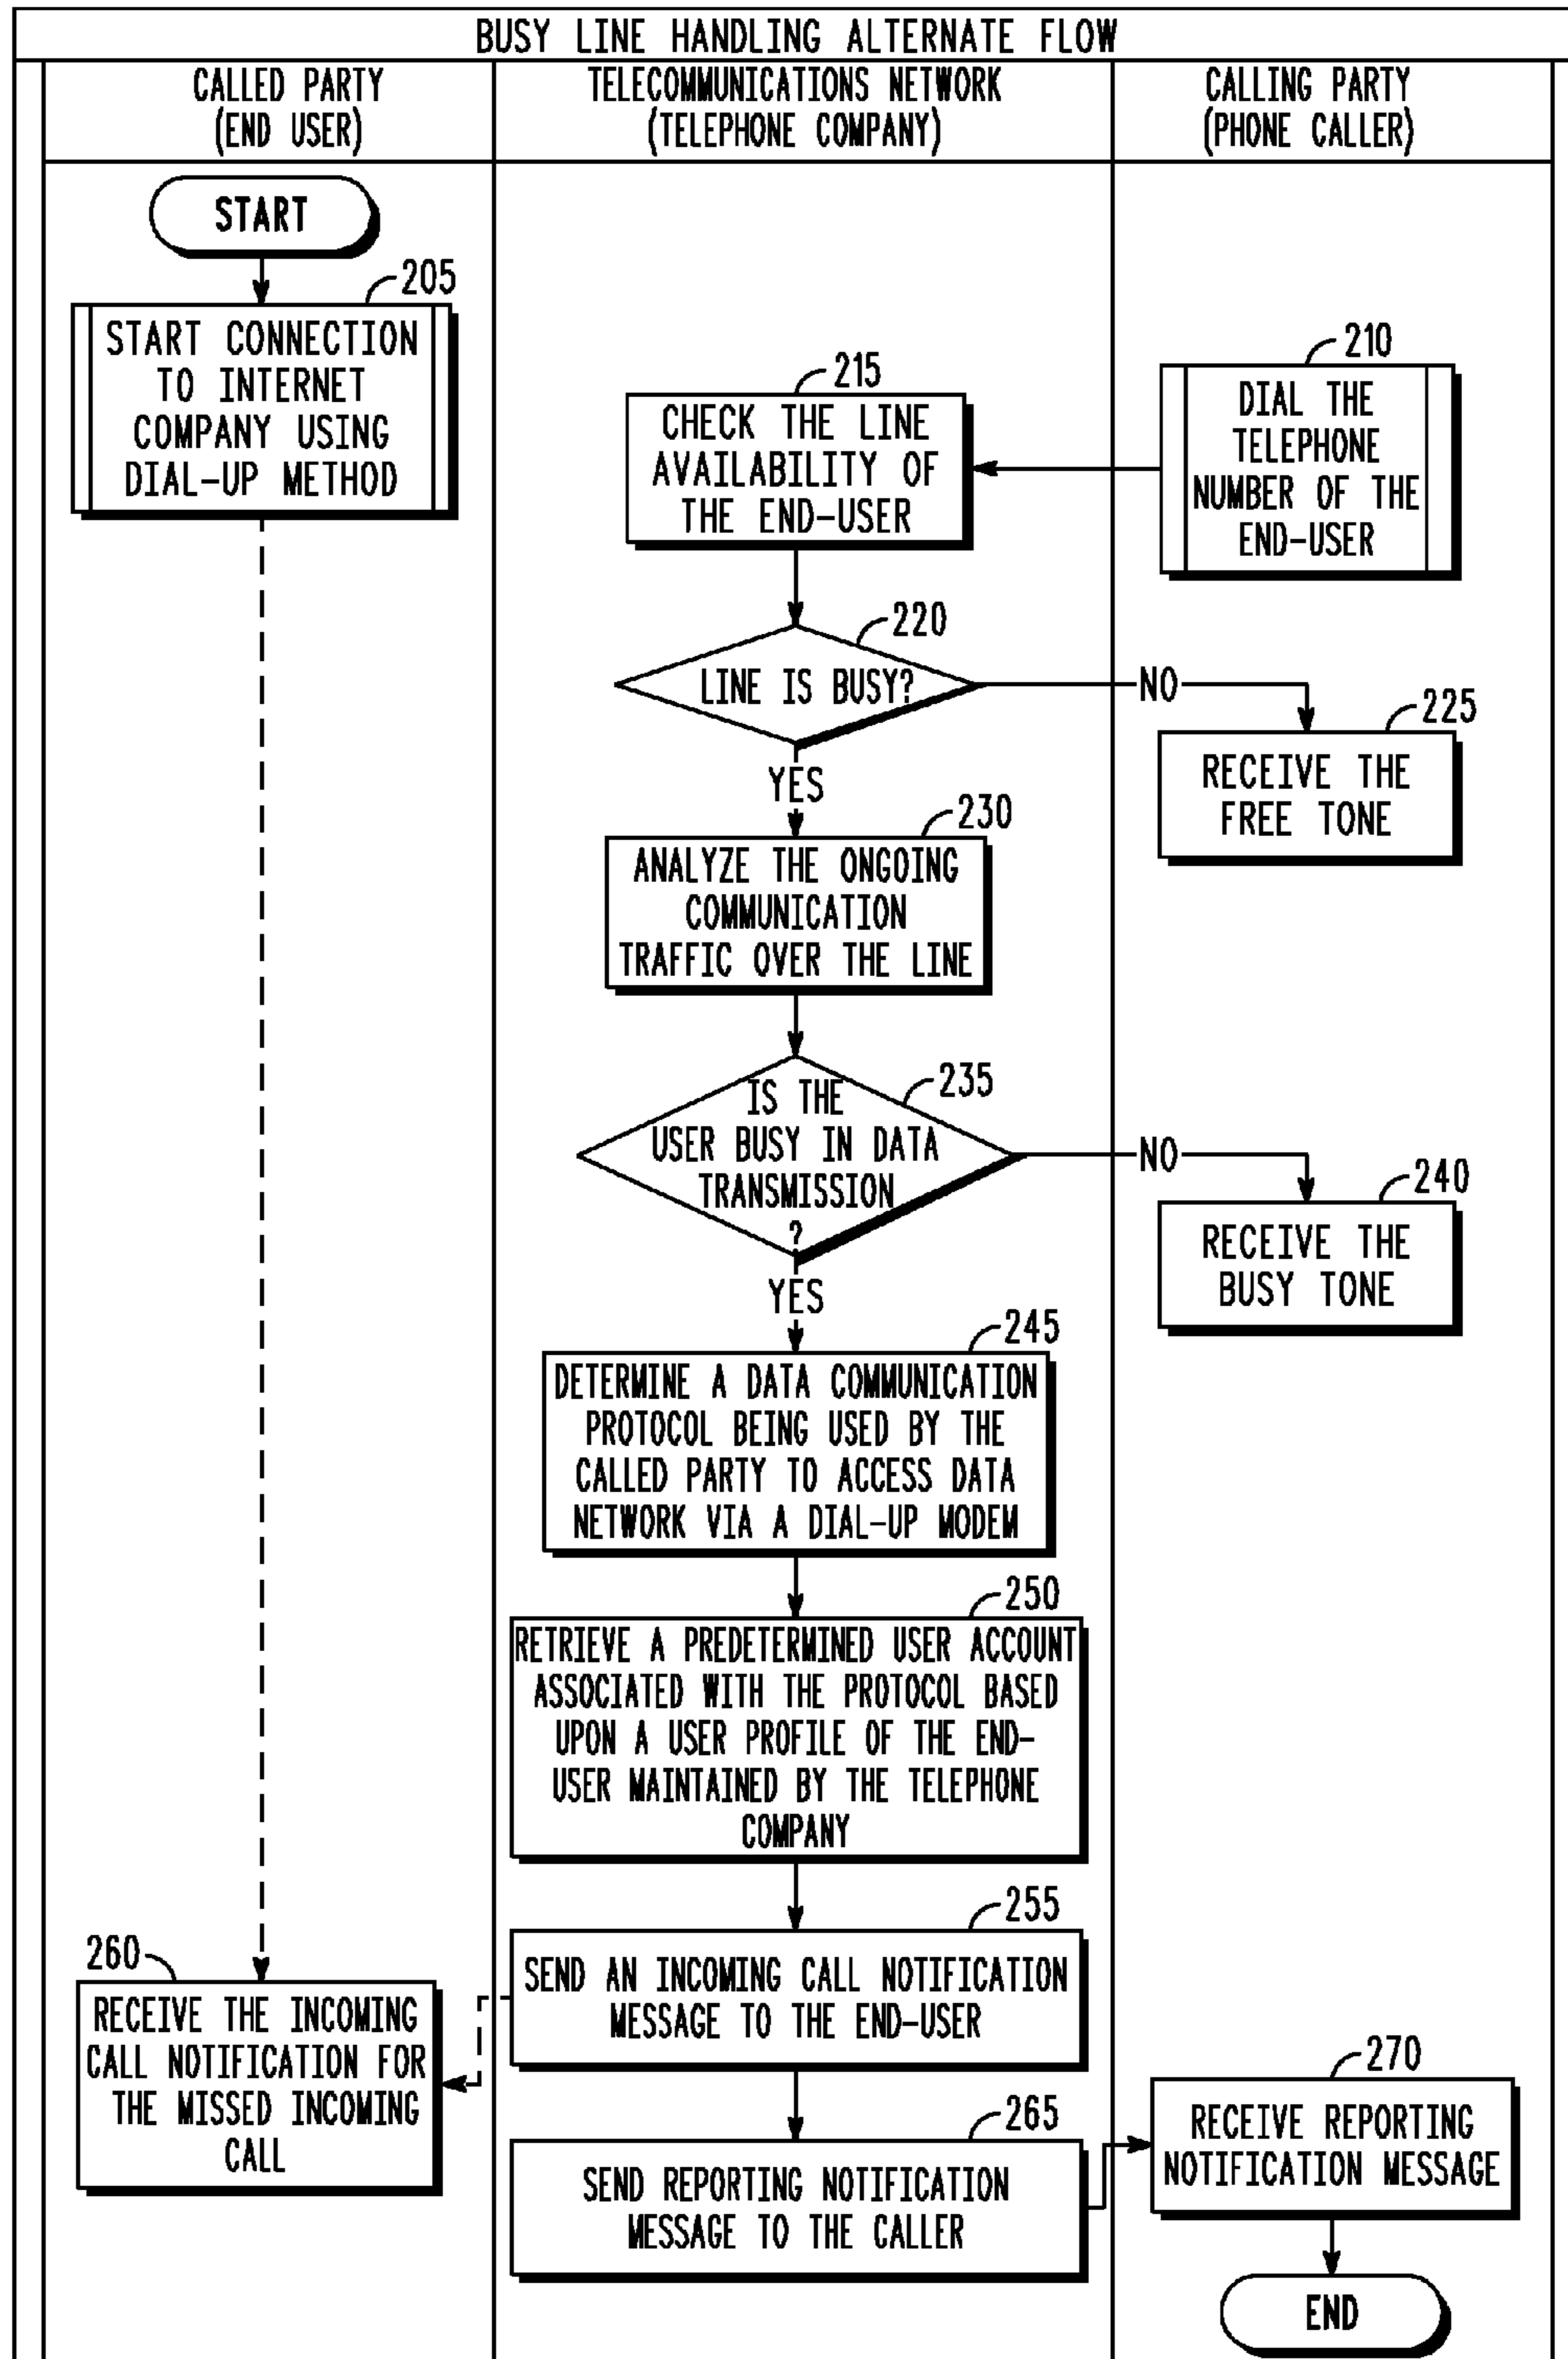 BUSY LINE HANDLING ALTERNATE FLOW
CALLED PARTY
(END USER)
TELECOMMUNICATIONS NETWORK
(TELEPHONE COMPANY)
CALLING PARTY
(PHONE CALLER)
START
205
START CONNECTION
TO INTERNET
COMPANY USING
DIAL-UP METHOD
210
DIAL THE
TELEPHONE
NUMBER OF THE
END-USER
215
CHECK THE LINE
AVAILABILITY OF
THE END-USER
220
LINE IS BUSY?
NO
225
RECEIVE THE
FREE TONE
YES
230
ANALYZE THE ONGOING
COMMUNICATION
TRAFFIC OVER THE LINE
235
IS THE
USER BUSY IN DATA
TRANSMISSION
?
NO
240
RECEIVE THE
BUSY TONE
YES
245
DETERMINE A DATA COMMUNICATION
PROTOCOL BEING USED BY THE
CALLED PARTY TO ACCESS DATA
NETWORK VIA A DIAL-UP MODEM
250
RETRIEVE A PREDETERMINED USER ACCOUNT
ASSOCIATED WITH THE PROTOCOL BASED
UPON A USER PROFILE OF THE END-
USER MAINTAINED BY THE TELEPHONE
COMPANY
255
SEND AN INCOMING CALL NOTIFICATION
MESSAGE TO THE END-USER
260
RECEIVE THE INCOMING
CALL NOTIFICATION FOR
THE MISSED INCOMING
CALL
265
SEND REPORTING NOTIFICATION
MESSAGE TO THE CALLER
270
RECEIVE REPORTING
NOTIFICATION MESSAGE
END